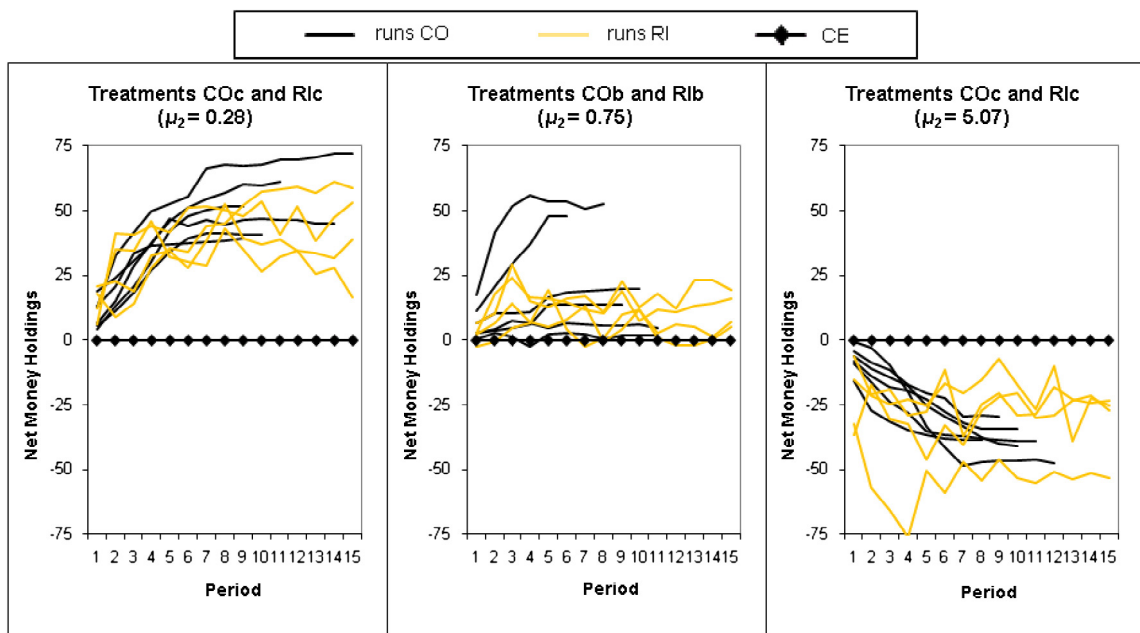 runs CO runs RI CE
Treatments COc and RIc
(μ2 = 0.28)
75
50
25
0
-25
-50
-75
Net Money Holdings
1 2 3 4 5 6 7 8 9 10 11 12 13 14 15
Period
Treatments COb and RIb
(μ2 = 0.75)
75
50
25
0
-25
-50
-75
Net Money Holdings
1 2 3 4 5 6 7 8 9 10 11 12 13 14 15
Period
Treatments COc and RIc
(μ2 = 5.07)
75
50
25
0
-25
-50
-75
Net Money Holdings
1 2 3 4 5 6 7 8 9 10 11 12 13 14 15
Period